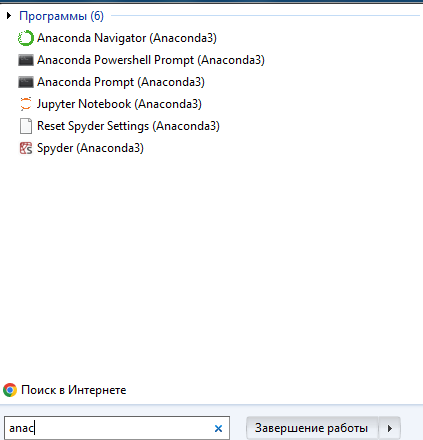 Программы (6)
Anaconda Navigator (Anaconda3)
Anaconda Powershell Prompt (Anaconda3)
Anaconda Prompt (Anaconda3)
Jupyter Notebook (Anaconda3)
Reset Spyder Settings (Anaconda3)
Spyder (Anaconda3)
Поиск в Интернете
anac
Завершение работы